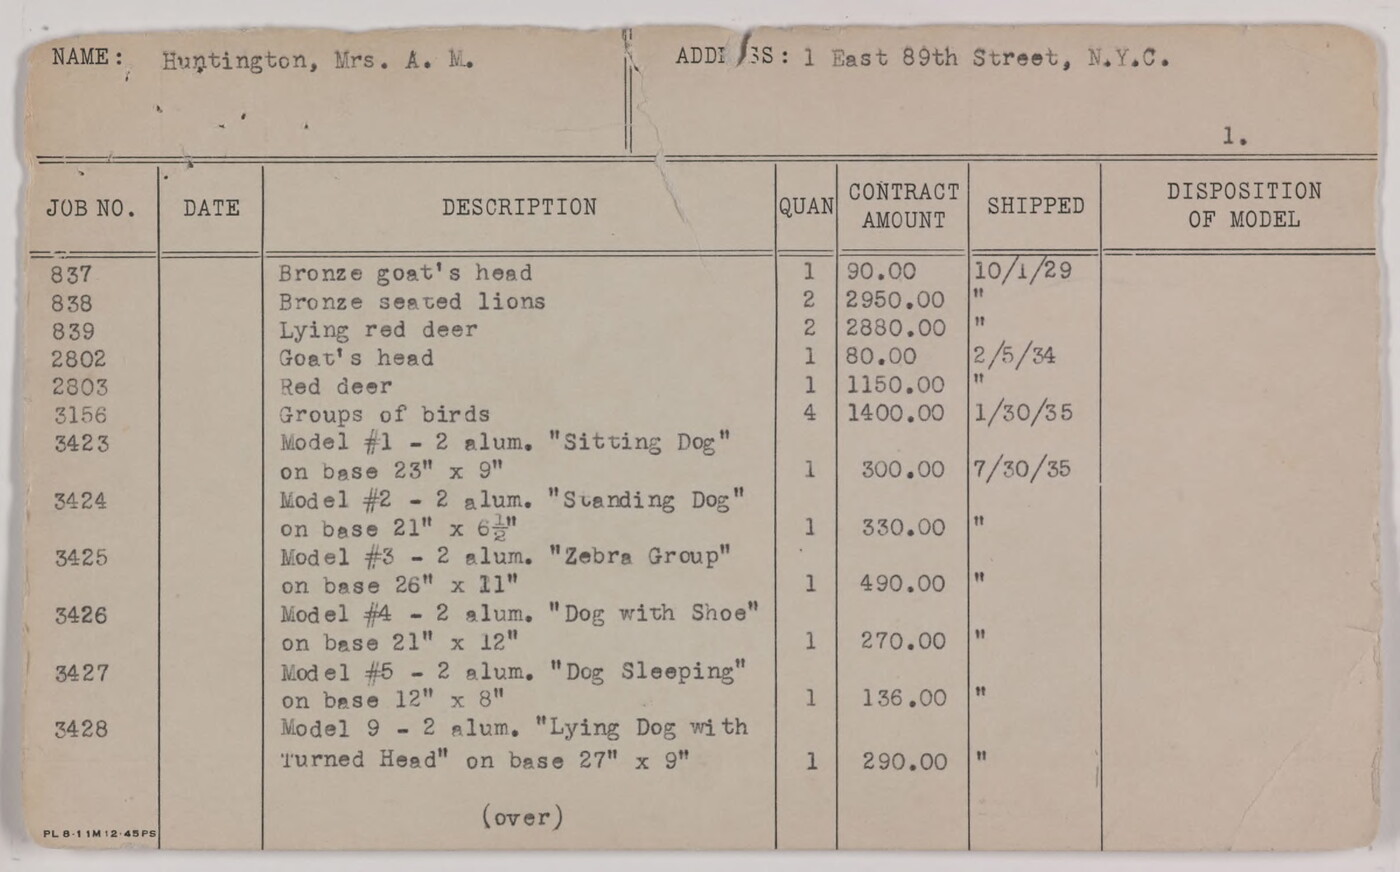 NAME: Huntington, Mrs. A. M. ADDRESS: 1 East 89th Street, N.Y.C.
1.
JOB NO. DATE DESCRIPTION QUAN CONTRACT AMOUNT SHIPPED DISPOSITION OF MODEL
837 Bronze goat's head 1 90.00 10/1/29
838 Bronze seated lions 2 2950.00 "
839 Lying red deer 2 2880.00 "
2802 Goat's head 1 80.00 2/5/34
2803 Red deer 1 1150.00 "
3156 Groups of birds 4 1400.00 1/30/35
3423 Model #1 - 2 alum. "Sitting Dog"
on base 23" x 9" 1 300.00 7/30/35
3424 Model #2 - 2 alum. "Standing Dog"
on base 21" x 6½" 1 330.00 "
3425 Model #3 - 2 alum. "Zebra Group"
on base 26" x 11" 1 490.00 "
3426 Model #4 - 2 alum. "Dog with Shoe"
on base 21" x 12" 1 270.00 "
3427 Model #5 - 2 alum. "Dog Sleeping"
on base 12" x 8" 1 136.00 "
3428 Model 9 - 2 alum. "Lying Dog with
Turned Head" on base 27" x 9" 1 290.00 "
(over)
PL 8-1 1M 12-45 PS